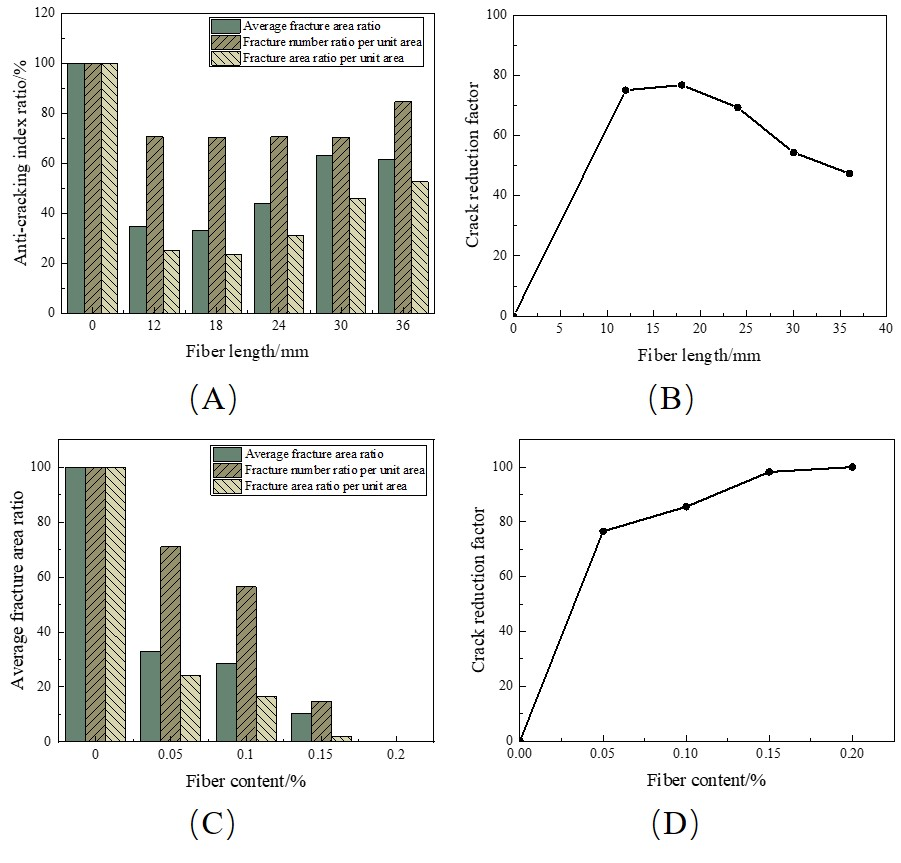 120
100
80
60
40
20
0
Anti-cracking index ratio/%
Average fracture area ratio
Fracture number ratio per unit area
Fracture area ratio per unit area
0 12 18 24 30 36
Fiber length/mm
(A)
100
80
60
40
20
0
Crack reduction factor
0 5 10 15 20 25 30 35 40
Fiber length/mm
(B)
100
80
60
40
20
0
Average fracture area ratio
Average fracture area ratio
Fracture number ratio per unit area
Fracture area ratio per unit area
0 0.05 0.1 0.15 0.2
Fiber content/%
(C)
100
80
60
40
20
0
Crack reduction factor
0.00 0.05 0.10 0.15 0.20
Fiber content/%
(D)